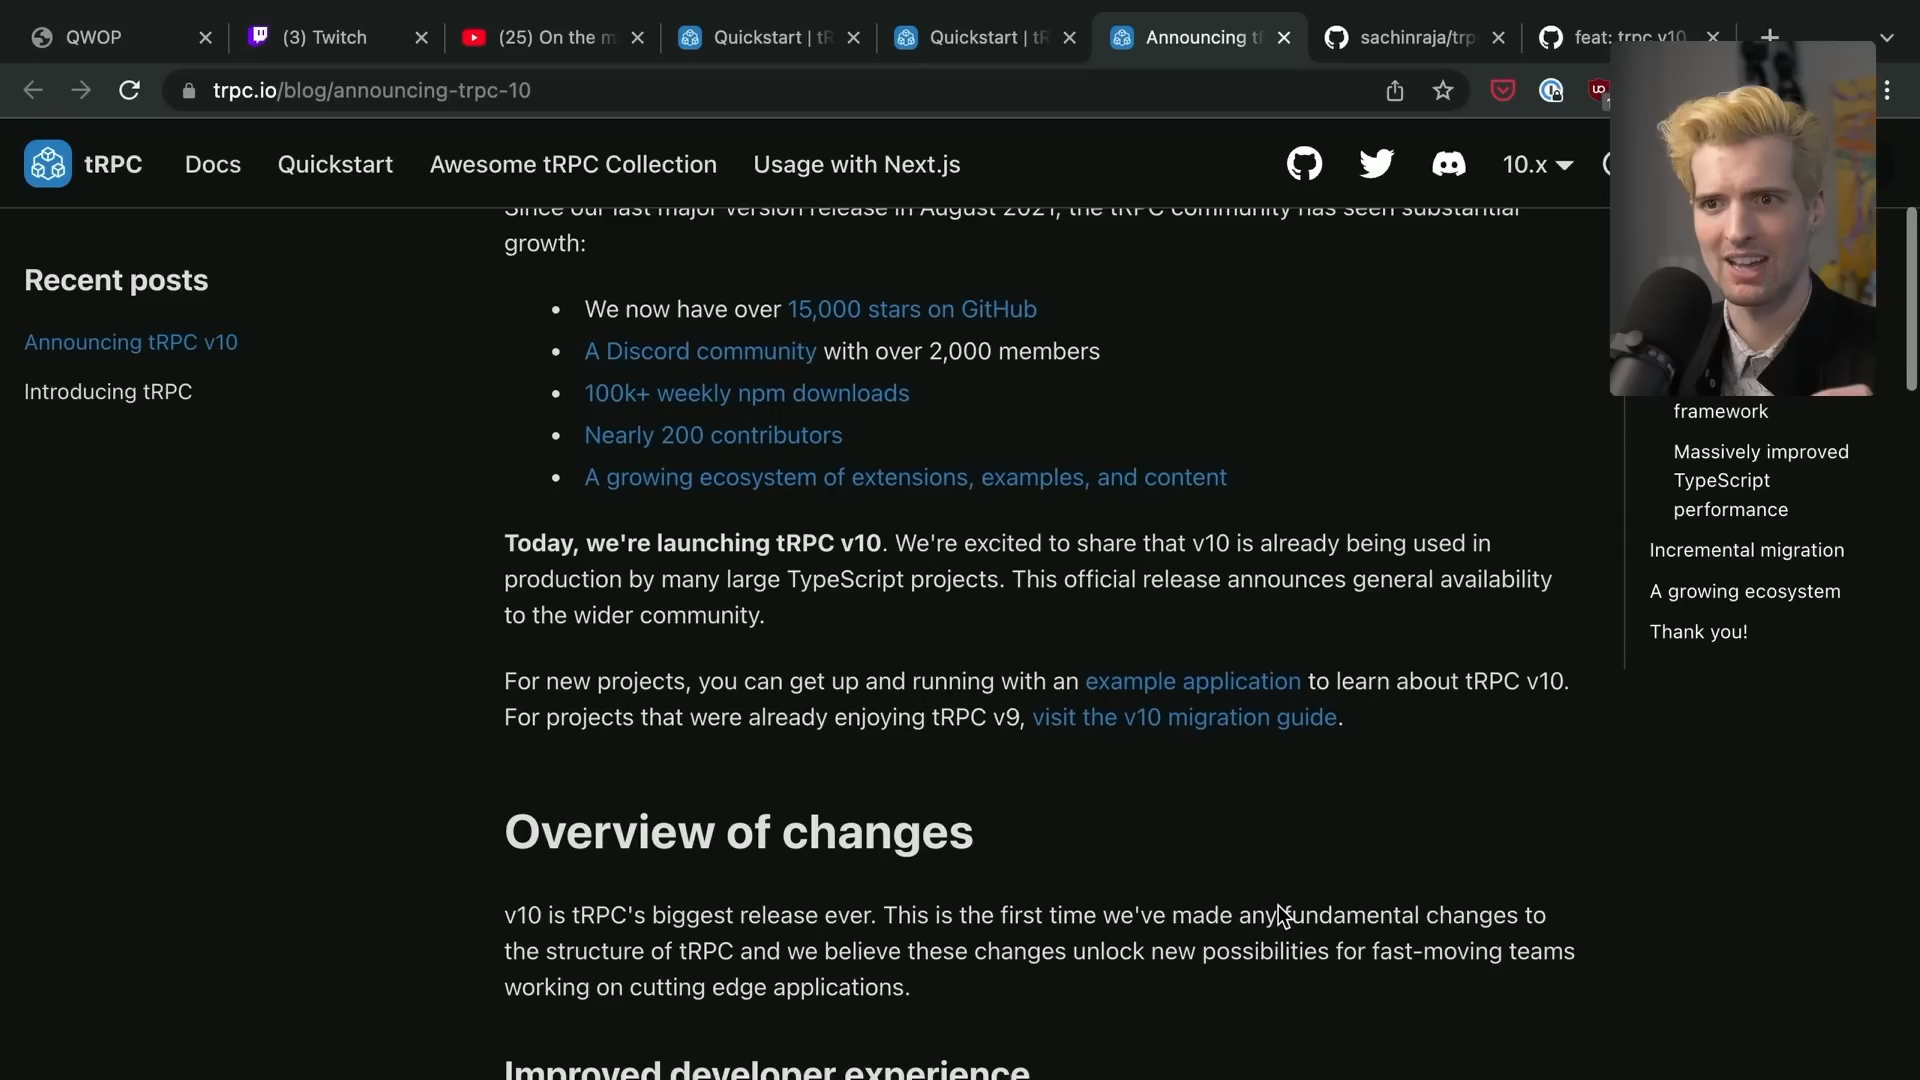 QWOP
(3) Twitch
(25) On the m
Quickstart | tR
Quickstart | tR
Announcing t
sachinraja/trp
feat: trpc v10
trpc.io/blog/announcing-trpc-10
tRPC
Docs
Quickstart
Awesome tRPC Collection
Usage with Next.js
10.x
Recent posts
Announcing tRPC v10
Introducing tRPC
Since our last major version release in August 2021, the tRPC community has seen substantial
growth:
• We now have over 15,000 stars on GitHub
• A Discord community with over 2,000 members
• 100k+ weekly npm downloads
• Nearly 200 contributors
• A growing ecosystem of extensions, examples, and content
Today, we're launching tRPC v10. We're excited to share that v10 is already being used in
production by many large TypeScript projects. This official release announces general availability
to the wider community.
For new projects, you can get up and running with an example application to learn about tRPC v10.
For projects that were already enjoying tRPC v9, visit the v10 migration guide.
Overview of changes
v10 is tRPC's biggest release ever. This is the first time we've made any fundamental changes to
the structure of tRPC and we believe these changes unlock new possibilities for fast-moving teams
working on cutting edge applications.
Improved developer experience
framework
Massively improved
TypeScript
performance
Incremental migration
A growing ecosystem
Thank you!